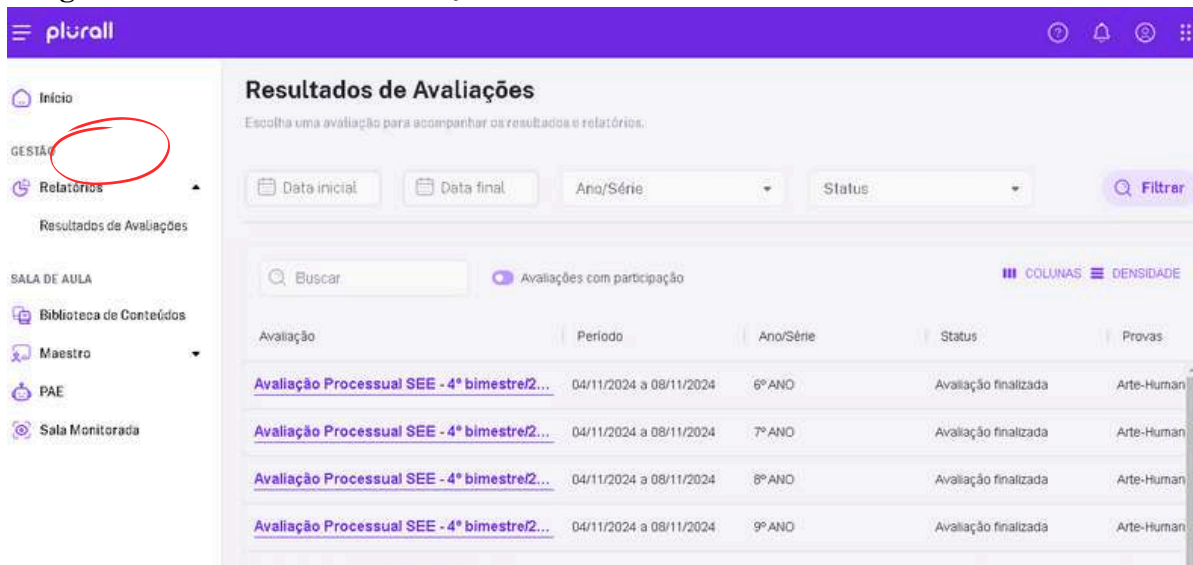 plurall
Início
Resultados de Avaliações
Escolha uma avaliação para acompanhar os resultados e relatórios.
GESTÃO
Relatórios
Data inicial
Data final
Ano/Série
Status
Filtrar
Resultados de Avaliações
SALA DE AULA
Buscar
Avaliações com participação
COLUNAS
DENSIDADE
Biblioteca de Conteúdos
Maestro
PAE
Sala Monitorada
Avaliação Período Ano/Série Status Provas
Avaliação Processual SEE - 4º bimestre/2... 04/11/2024 a 08/11/2024 6º ANO Avaliação finalizada Arte-Human
Avaliação Processual SEE - 4º bimestre/2... 04/11/2024 a 08/11/2024 7º ANO Avaliação finalizada Arte-Human
Avaliação Processual SEE - 4º bimestre/2... 04/11/2024 a 08/11/2024 8º ANO Avaliação finalizada Arte-Human
Avaliação Processual SEE - 4º bimestre/2... 04/11/2024 a 08/11/2024 9º ANO Avaliação finalizada Arte-Human